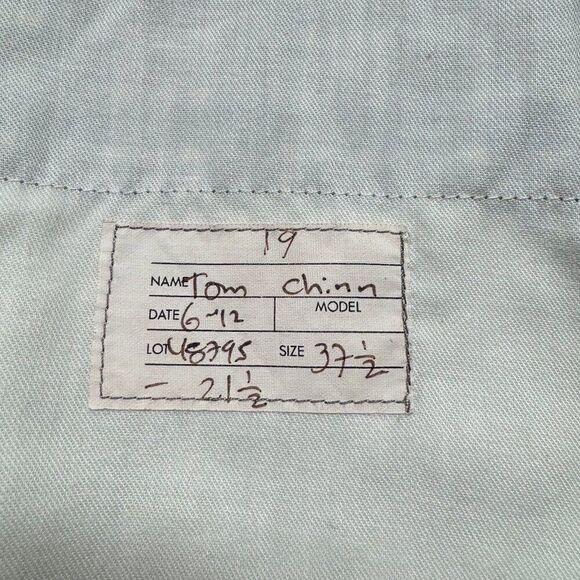 19
NAME Tom Chinn
DATE 6-12 MODEL
LOT 48795 SIZE 37 1/2
- 21 1/2